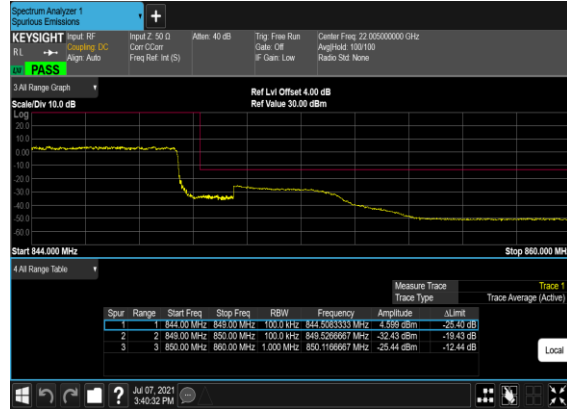 Spectrum Analyzer 1
Spurious Emissions
+
KEYSIGHT Input: RF Input Z: 50 Ω Atten: 40 dB Trig: Free Run Center Freq: 22.005000000 GHz
RL Coupling: DC Corr CCorr Gate: Off Avg|Hold: 100/100
Align: Auto Freq Ref: Int (S) IF Gain: Low Radio Std: None
PASS
3 All Range Graph
Ref Lvl Offset 4.00 dB
Scale/Div 10.0 dB Ref Value 30.00 dBm
Log
20.0
10.0
0.00
-10.0
-20.0
-30.0
-40.0
-50.0
-60.0
Start 844.000 MHz Stop 860.000 MH
4 All Range Table
Measure Trace Trace 1
Trace Type Trace Average (Active)
Spur Range Start Freq Stop Freq RBW Frequency Amplitude ΔLimit
1 1 844.00 MHz 849.00 MHz 100.0 kHz 844.5083333 MHz 4.599 dBm -25.40 dB
2 2 849.00 MHz 850.00 MHz 100.0 kHz 849.5266667 MHz -32.43 dBm -19.43 dB
3 3 850.00 MHz 860.00 MHz 1.000 MHz 850.1166667 MHz -25.44 dBm -12.44 dB
Local
? Jul 07, 2021
3:40:32 PM